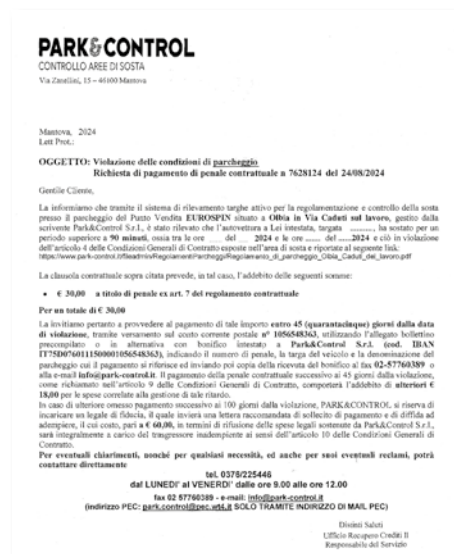 PARK&CONTROL
CONTROLLO AREE DI SOSTA
Via Zanellini, 15 – 46100 Mantova
Mantova, 2024
Lett Prot.:
OGGETTO: Violazione delle condizioni di parcheggio
Richiesta di pagamento di penale contrattuale n 7628124 del 24/08/2024
Gentile Cliente,
La informiamo che tramite il sistema di rilevamento targhe attivo per la regolamentazione e controllo della sosta
presso il parcheggio del Punto Vendita EUROSPIN situato a Olbia in Via Caduti sul lavoro, gestito dalla
scrivente Park&Control S.r.l., è stato rilevato che l'autovettura a Lei intestata, targata .........., ha sostato per un
periodo superiore a 90 minuti, ossia tra le ore ..... del ... 2024 e le ore ...... del ......2024 e ciò in violazione
dell'articolo 4 delle Condizioni Generali di Contratto esposte nell'area di sosta e riportate al seguente link:
https://www.park-control.it/fileadmin/Regolamenti/Parcheggi/Regolamento_di_parcheggio_Olbia_Caduti_del_lavoro.pdf
La clausola contrattuale sopra citata prevede, in tal caso, l'addebito delle seguenti somme:
• € 30,00 a titolo di penale ex art. 7 del regolamento contrattuale
Per un totale di € 30,00
La invitiamo pertanto a provvedere al pagamento di tale importo entro 45 (quarantacinque) giorni dalla data
di violazione, tramite versamento sul conto corrente postale n° 1056548363, utilizzando l'allegato bollettino
precompilato o in alternativa con bonifico intestato a Park&Control S.r.l. (cod. IBAN
IT75D0760111500001056548363), indicando il numero di penale, la targa del veicolo e la denominazione del
parcheggio cui il pagamento si riferisce ed inviando poi copia della ricevuta del bonifico al fax 02-57760389 o
alla e-mail info@park-control.it. Il pagamento della penale contrattuale successivo ai 45 giorni dalla violazione,
come richiamato nell'articolo 9 delle Condizioni Generali di Contratto, comporterà l'addebito di ulteriori €
18,00 per le spese correlate alla gestione di tale ritardo.
In caso di ulteriore omesso pagamento successivo ai 100 giorni dalla violazione, PARK&CONTROL si riserva di
incaricare un legale di fiducia, il quale invierà una lettera raccomandata di sollecito di pagamento e di diffida ad
adempiere, il cui costo, pari a € 60,00, in termini di rifusione delle spese legali sostenute da Park&Control S.r.l.,
sarà integralmente a carico del trasgressore inadempiente ai sensi dell'articolo 10 delle Condizioni Generali di
Contratto.
Per eventuali chiarimenti, nonché per qualsiasi necessità, ed anche per suoi eventuali reclami, potrà
contattare direttamente
tel. 0376/225446
dal LUNEDI' al VENERDI' dalle ore 9.00 alle ore 12.00
fax 02 57760389 - e-mail: info@park-control.it
(indirizzo PEC: park.control@pec.wt4.it SOLO TRAMITE INDIRIZZO DI MAIL PEC)
Distinti Saluti
Ufficio Recupero Crediti II
Responsabile del Servizio